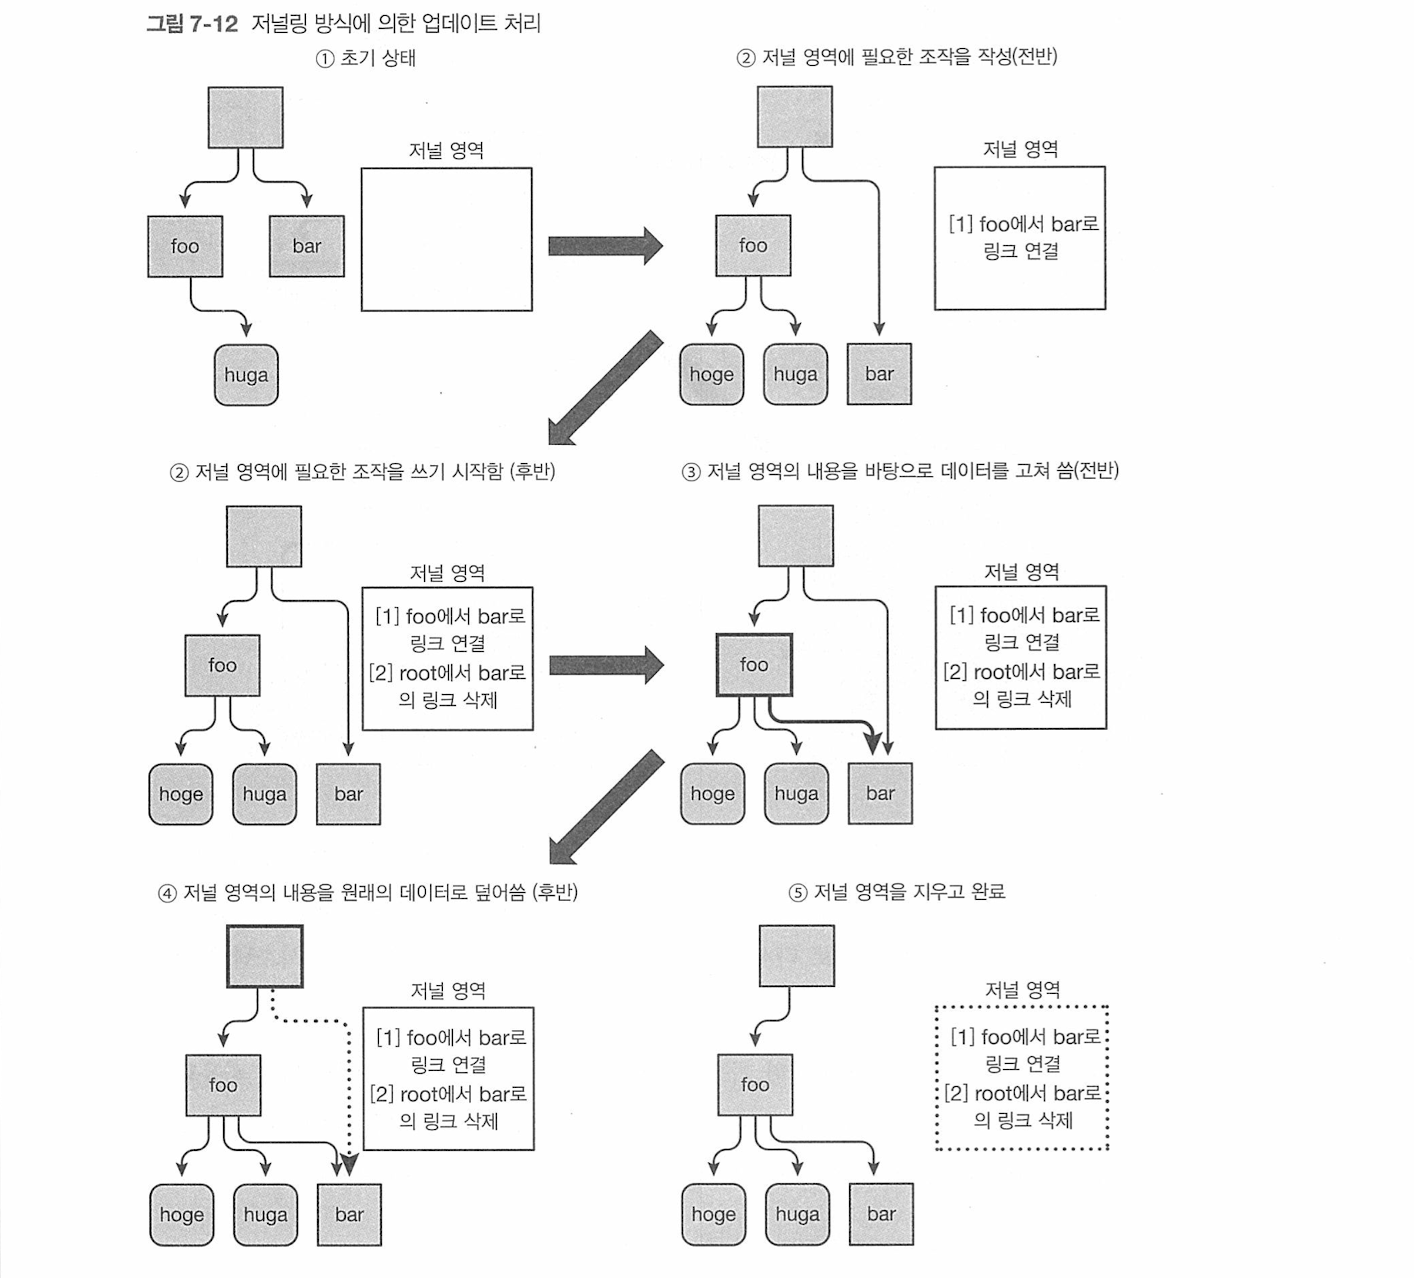 그림 7-12 저널링 방식에 의한 업데이트 처리
① 초기 상태
저널 영역
foo
bar
huga
② 저널 영역에 필요한 조작을 작성(전반)
저널 영역
[1] foo에서 bar로
링크 연결
foo
hoge
huga
bar
② 저널 영역에 필요한 조작을 쓰기 시작함 (후반)
저널 영역
[1] foo에서 bar로
링크 연결
[2] root에서 bar로
의 링크 삭제
foo
hoge
huga
bar
③ 저널 영역의 내용을 바탕으로 데이터를 고쳐 씀(전반)
저널 영역
[1] foo에서 bar로
링크 연결
[2] root에서 bar로
의 링크 삭제
foo
hoge
huga
bar
④ 저널 영역의 내용을 원래의 데이터로 덮어씀 (후반)
저널 영역
[1] foo에서 bar로
링크 연결
[2] root에서 bar로
의 링크 삭제
foo
hoge
huga
bar
⑤ 저널 영역을 지우고 완료
저널 영역
[1] foo에서 bar로
링크 연결
[2] root에서 bar로
의 링크 삭제
foo
hoge
huga
bar